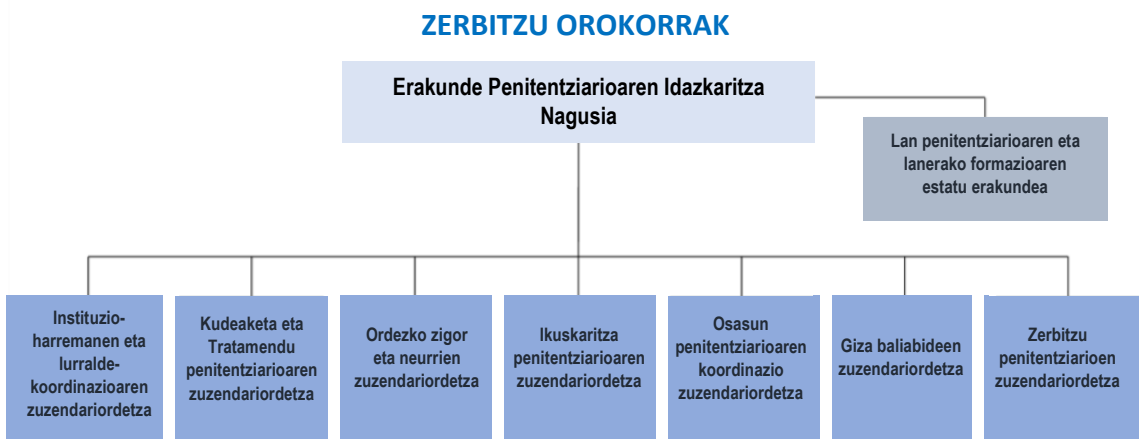 ZERBITZU OROKORRAK
Erakunde Penitentziarioaren Idazkaritza
Nagusia
Lan penitentziarioaren eta
lanerako formazioaren
estatu erakundea
Instituzio-
harremanen eta
lurralde-
koordinazioaren
zuzendariordetza
Kudeaketa eta
Tratamendu
penitentziarioaren
zuzendariordetza
Ordezko zigor
eta neurrien
zuzendariordetza
Ikuskaritza
penitentziarioaren
zuzendariordetza
Osasun
penitentziarioaren
koordinazio
zuzendariordetza
Giza baliabideen
zuzendariordetza
Zerbitzu
penitentziarioen
zuzendariordetza